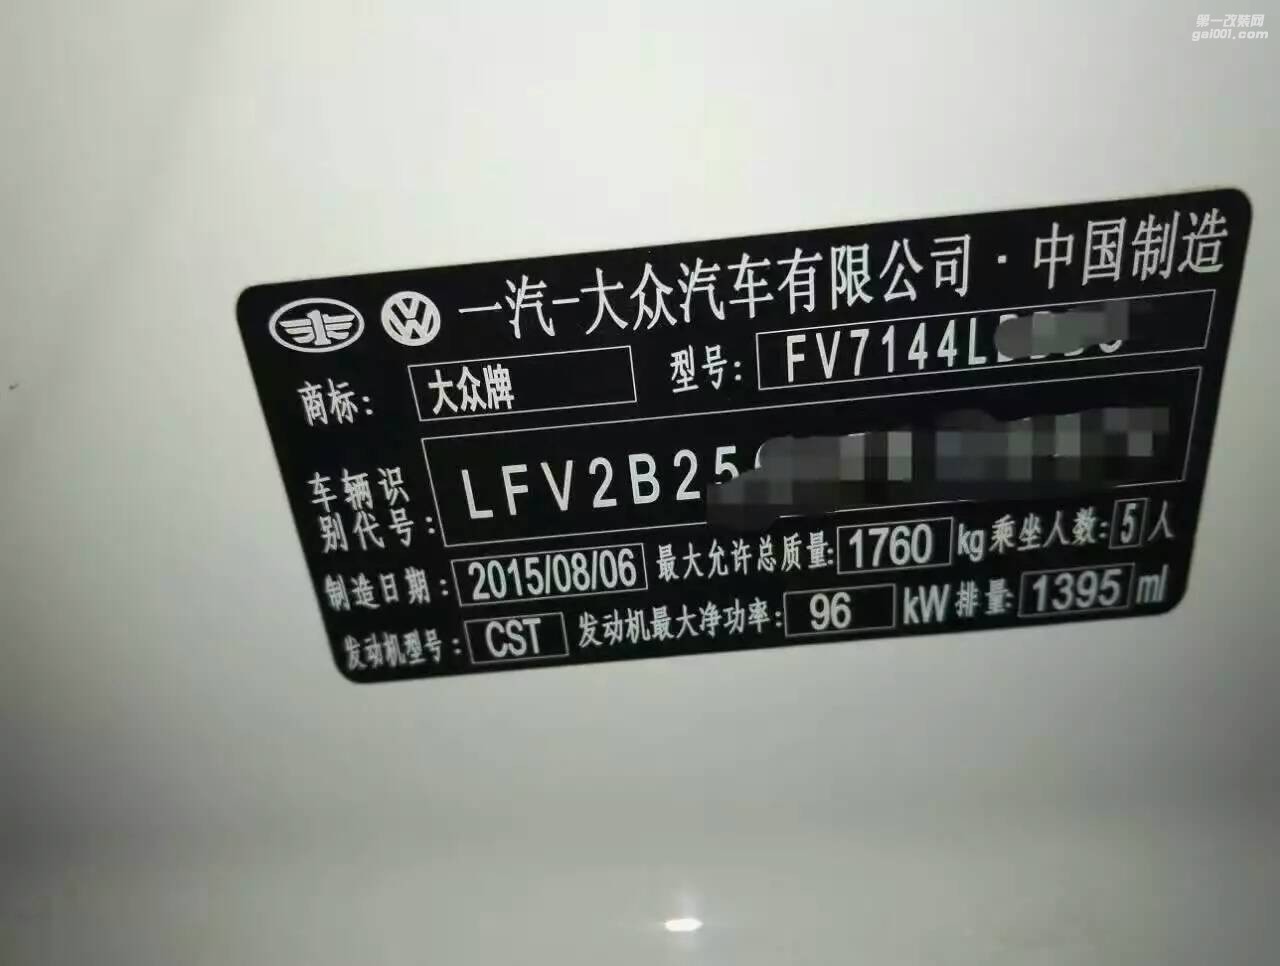 第一改装网
gai001.com
一汽-大众汽车有限公司·中国制造
商标: 大众牌 型号: FV7144L
车辆识别代号: LFV2B25
制造日期: 2015/08/06 最大允许总质量: 1760 kg 乘坐人数: 5 人
发动机型号: CST 发动机最大净功率: 96 kW 排量: 1395 ml